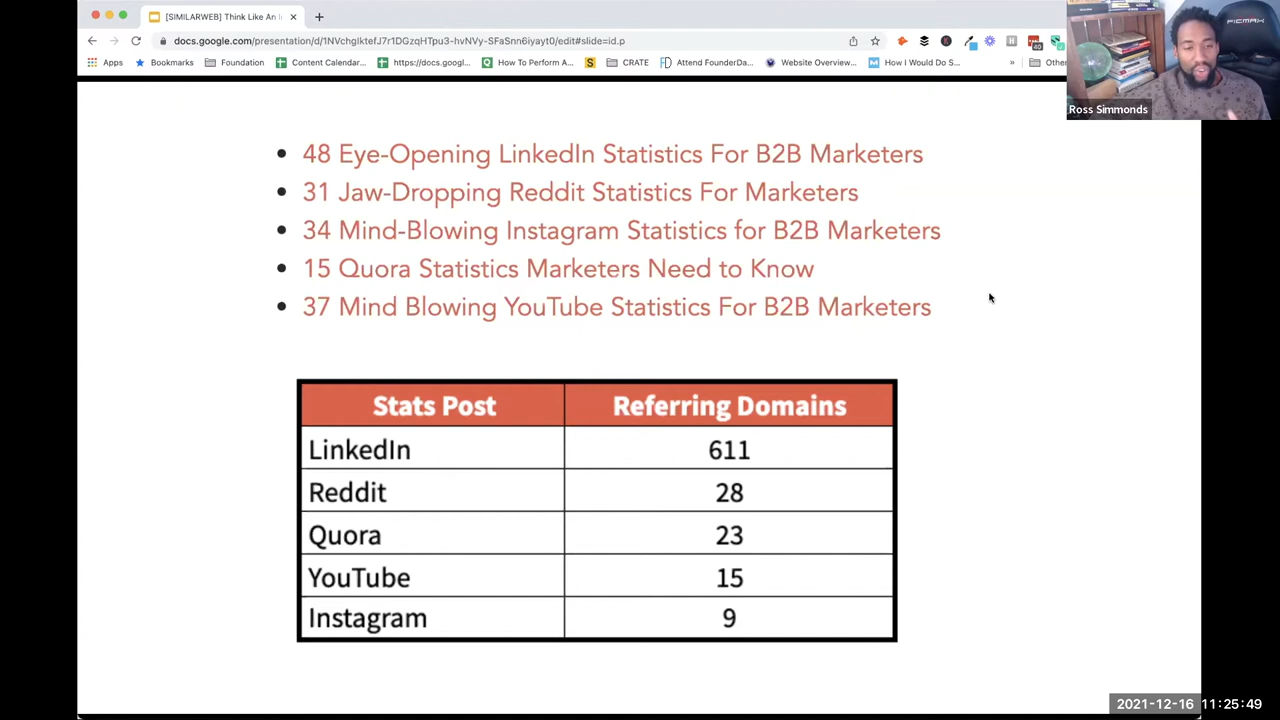 [SIMILARWEB] Think Like An I
docs.google.com/presentation/d/1NVchgIktefJ7r1DGzqHTpu3-hvNVy-SFaSnn6iyayt0/edit#slide=id.p
Apps Bookmarks Foundation Content Calendar... https://docs.googl... How To Perform A... CRATE Attend FounderDa... Website Overview... How I Would Do S... » Other
PICMAX
Ross Simmonds
• 48 Eye-Opening LinkedIn Statistics For B2B Marketers
• 31 Jaw-Dropping Reddit Statistics For Marketers
• 34 Mind-Blowing Instagram Statistics for B2B Marketers
• 15 Quora Statistics Marketers Need to Know
• 37 Mind Blowing YouTube Statistics For B2B Marketers
Stats Post Referring Domains
LinkedIn 611
Reddit 28
Quora 23
YouTube 15
Instagram 9
2021-12-16 11:25:49